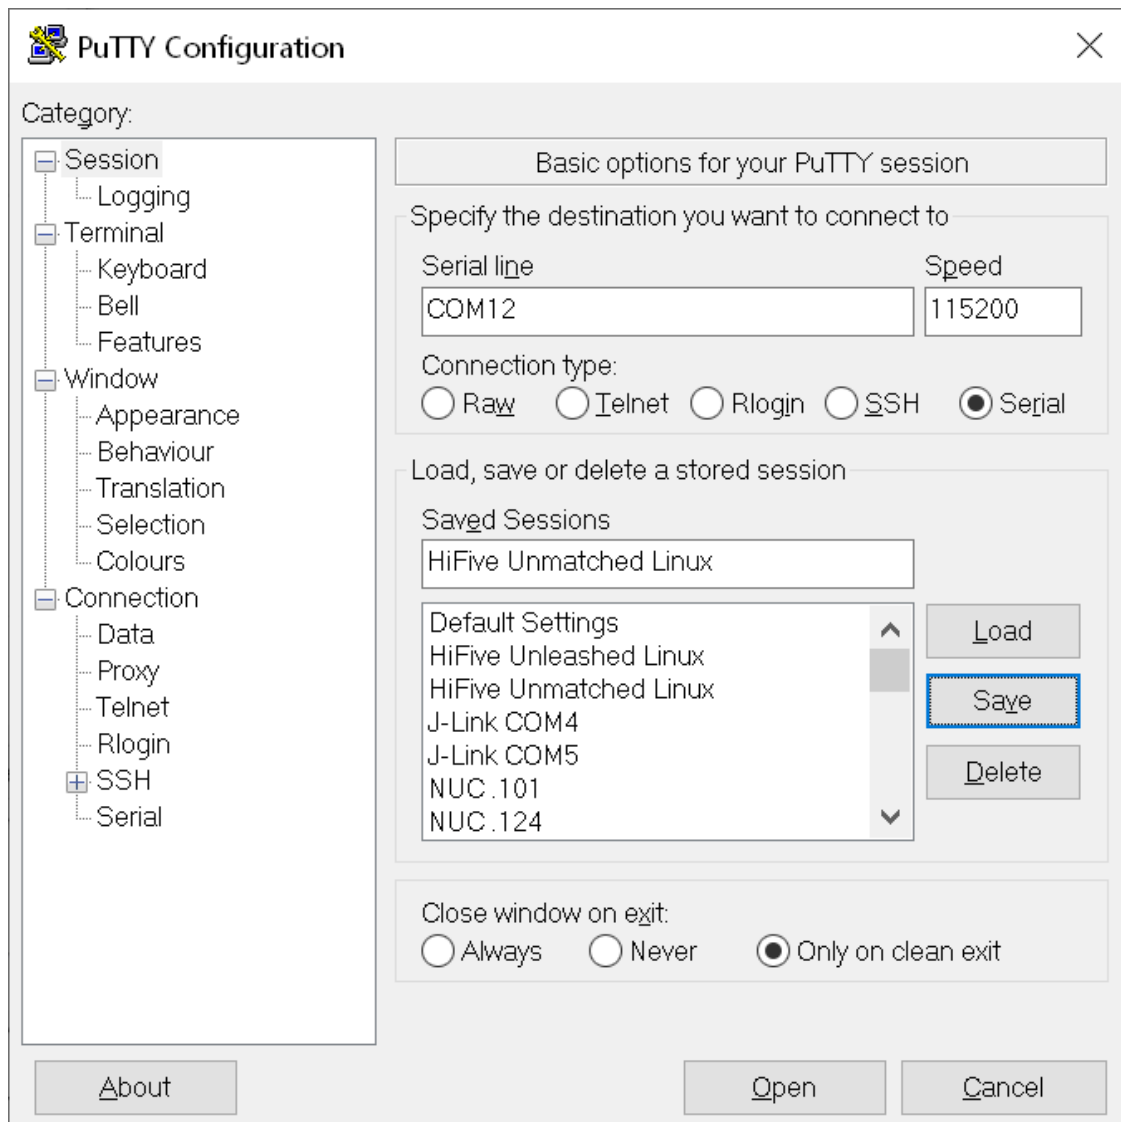 PuTTY Configuration
Category:
Session
Logging
Terminal
Keyboard
Bell
Features
Window
Appearance
Behaviour
Translation
Selection
Colours
Connection
Data
Proxy
Telnet
Rlogin
SSH
Serial
Basic options for your PuTTY session
Specify the destination you want to connect to
Serial line Speed
COM12 115200
Connection type:
Raw Telnet Rlogin SSH Serial
Load, save or delete a stored session
Saved Sessions
HiFive Unmatched Linux
Default Settings
HiFive Unleashed Linux
HiFive Unmatched Linux
J-Link COM4
J-Link COM5
NUC .101
NUC .124
Load
Save
Delete
Close window on exit:
Always Never Only on clean exit
About Open Cancel